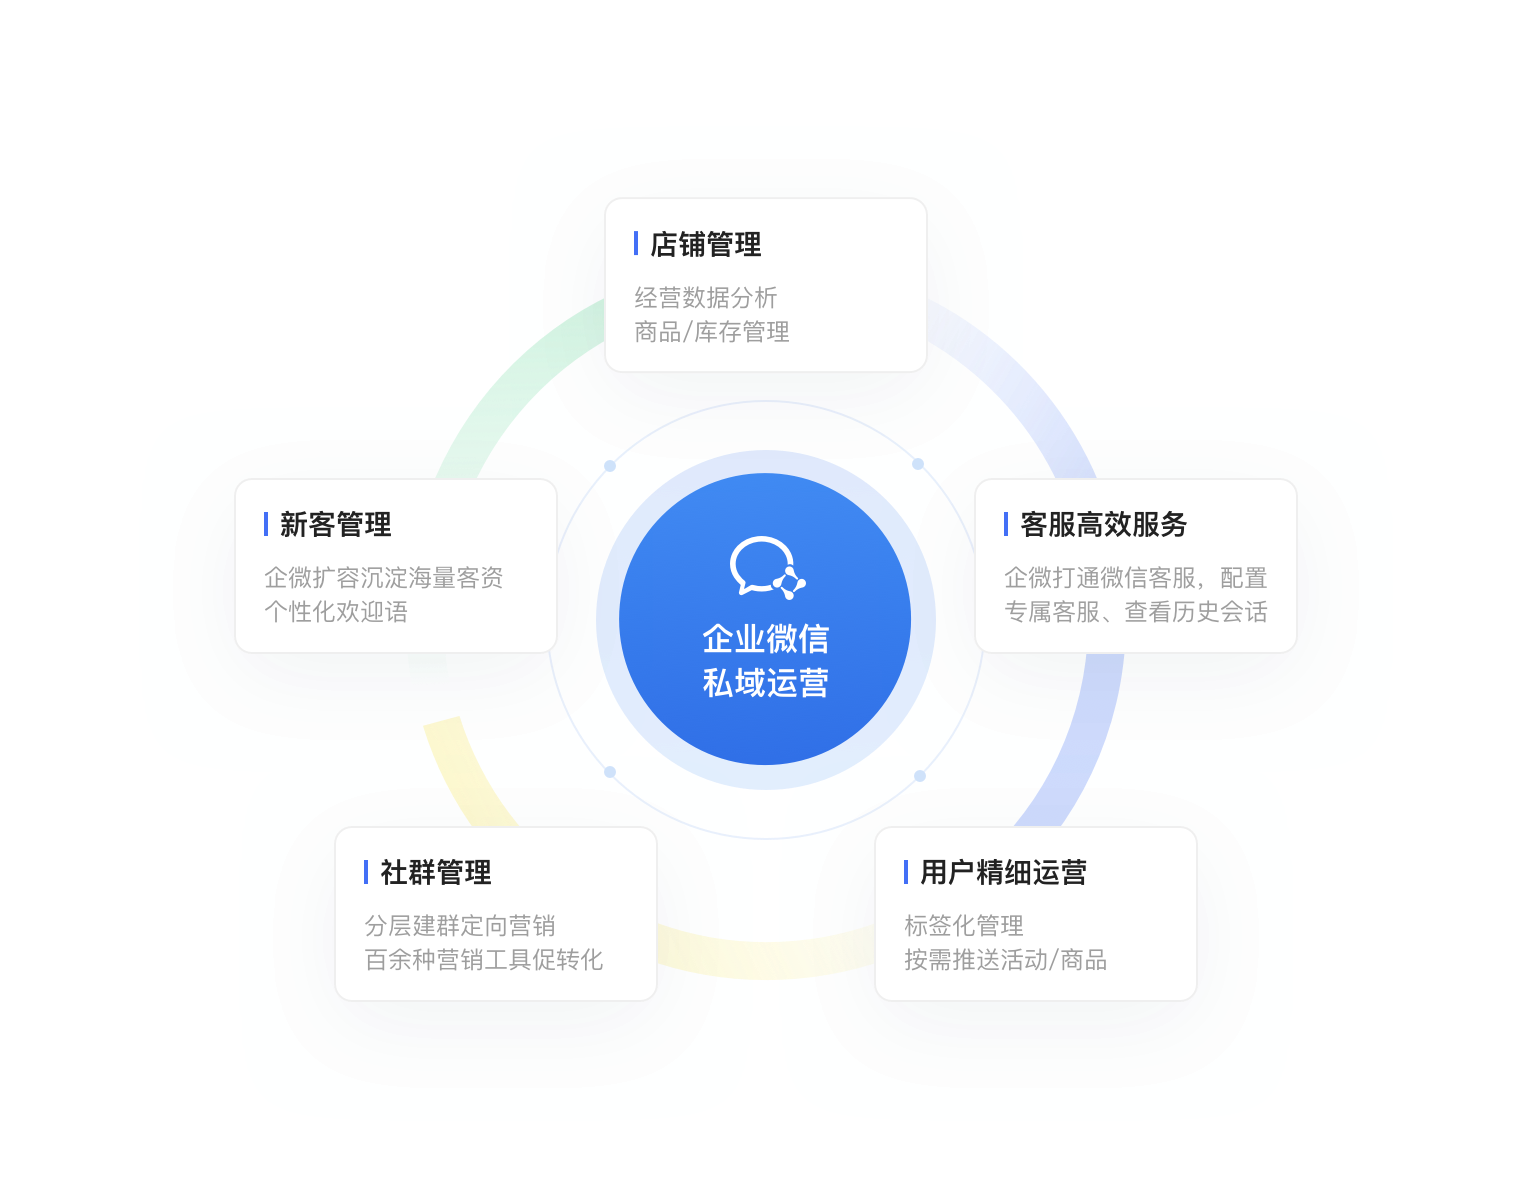 店铺管理
经营数据分析
商品/库存管理
新客管理
企微扩容沉淀海量客资
个性化欢迎语
客服高效服务
企微打通微信客服，配置
专属客服、查看历史会话
企业微信
私域运营
社群管理
分层建群定向营销
百余种营销工具促转化
用户精细运营
标签化管理
按需推送活动/商品